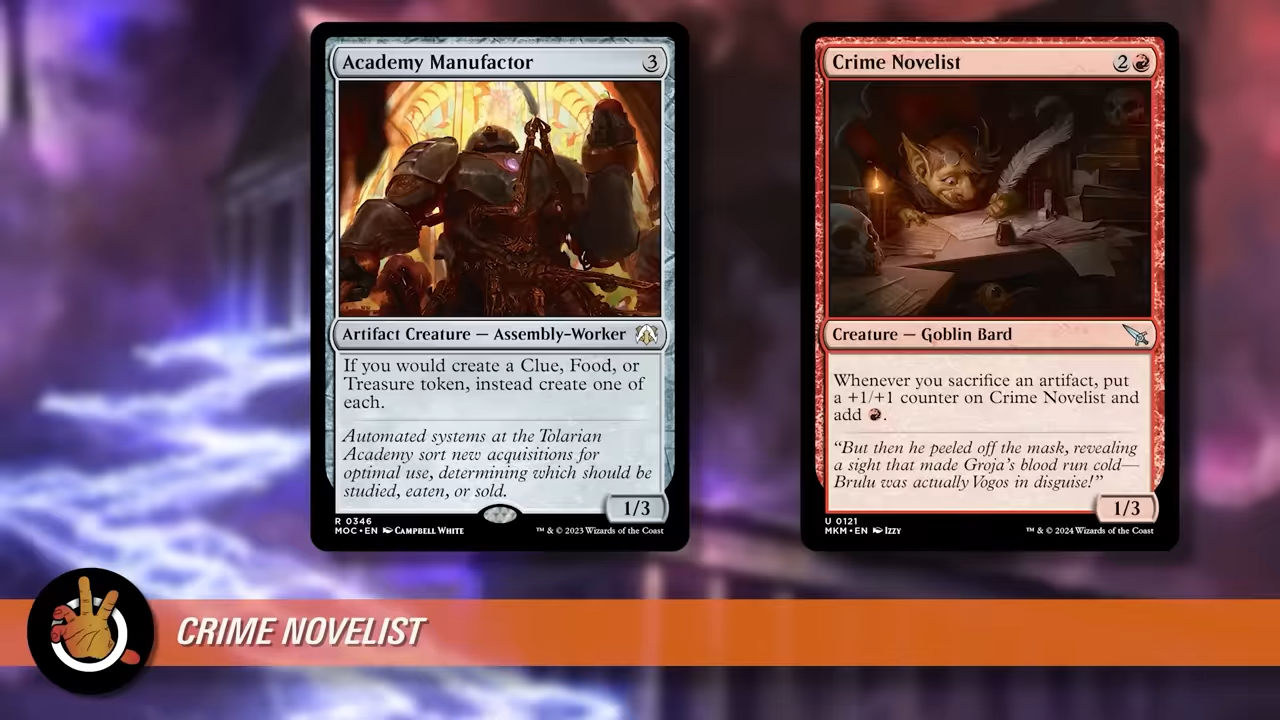 Academy Manufactor 3
Artifact Creature — Assembly-Worker
If you would create a Clue, Food, or
Treasure token, instead create one of
each.
Automated systems at the Tolarian
Academy sort new acquisitions for
optimal use, determining which should be
studied, eaten, or sold.
1/3
R 0346
MOC • EN CAMPBELL WHITE
™ & © 2023 Wizards of the Coast
Crime Novelist 2
Creature — Goblin Bard
Whenever you sacrifice an artifact, put
a +1/+1 counter on Crime Novelist and
add .
“But then he peeled off the mask, revealing
a sight that made Groja’s blood run cold—
Brulu was actually Vogos in disguise!”
1/3
U 0121
MKM • EN IZZY
™ & © 2024 Wizards of the Coast
CRIME NOVELIST